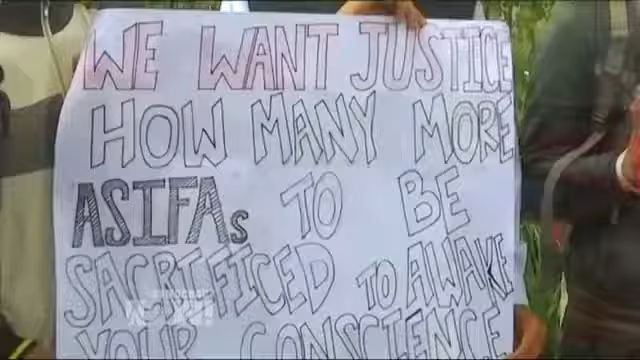 WE WANT JUSTICE
HOW MANY MORE
ASIFAs TO BE
SACRIFICED TO AWAKE
YOUR CONSCIENCE